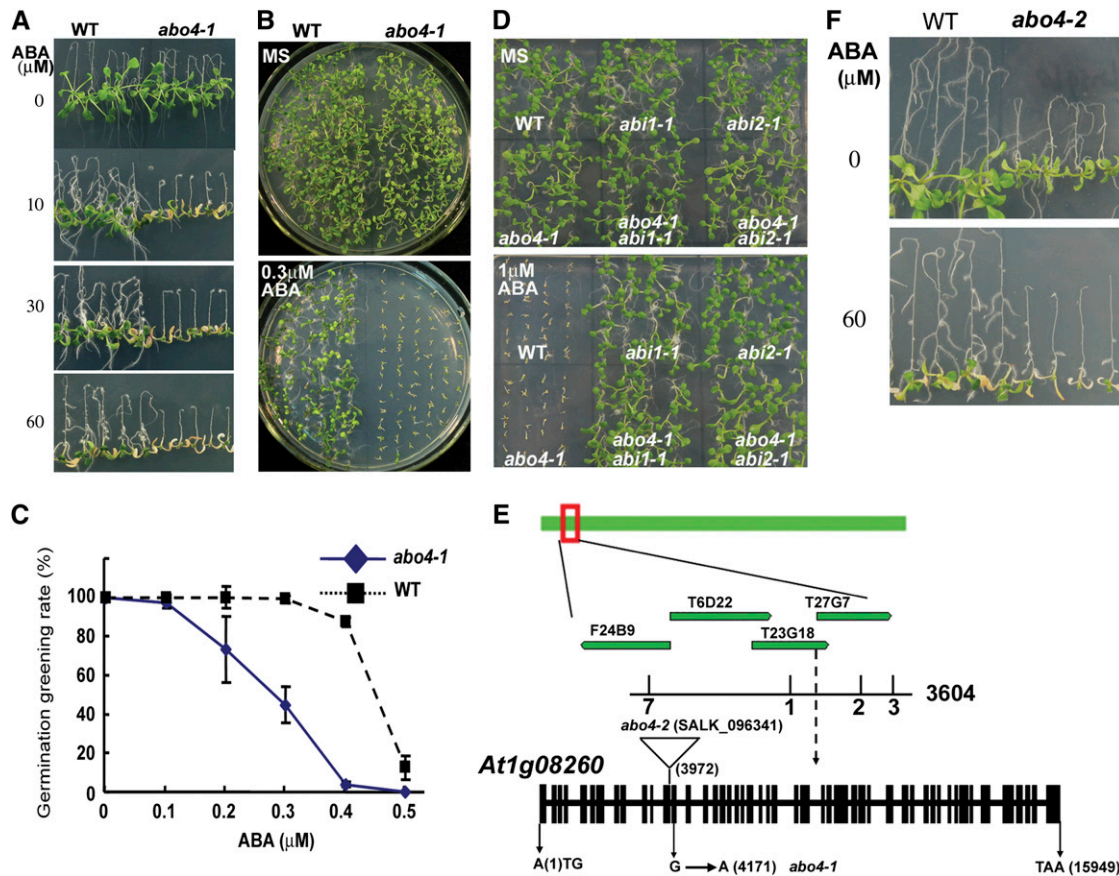 A
WT abo4-1
ABA
(μM)
0
10
30
60
B
WT abo4-1
MS
0.3μM
ABA
D
MS
WT abi1-1 abi2-1
abo4-1 abo4-1 abo4-1
abi1-1 abi2-1
1μM
ABA
WT abi1-1 abi2-1
abo4-1 abo4-1 abo4-1
abi1-1 abi2-1
F
WT abo4-2
ABA
(μM)
0
60
C
abo4-1
WT
Germination greening rate (%)
100
80
60
40
20
0
0 0.1 0.2 0.3 0.4 0.5
ABA (μM)
E
T6D22 T27G7
F24B9 T23G18
7 1 2 3 3604
abo4-2 (SALK_096341)
(3972)
At1g08260
A(1)TG G A (4171) abo4-1 TAA (15949)